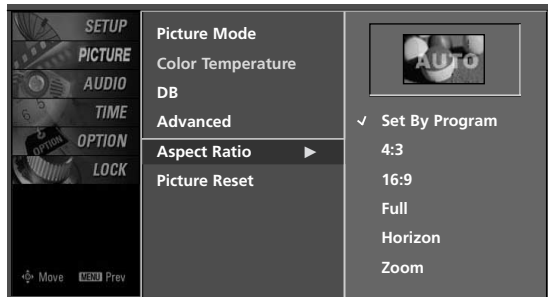 SETUP
PICTURE
AUDIO
TIME
OPTION
LOCK
Move MENU Prev
Picture Mode
Color Temperature
DB
Advanced
Aspect Ratio ▶
Picture Reset
AUTO
✓ Set By Program
4:3
16:9
Full
Horizon
Zoom